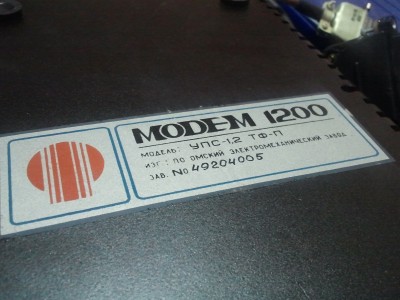 MODEM 1200
МОДЕЛЬ: УПС-1,2 ТФ-П
ИЗГ.: ПО ОМСКИЙ ЭЛЕКТРОМЕХАНИЧЕСКИЙ ЗАВОД
ЗАВ. No 49204005